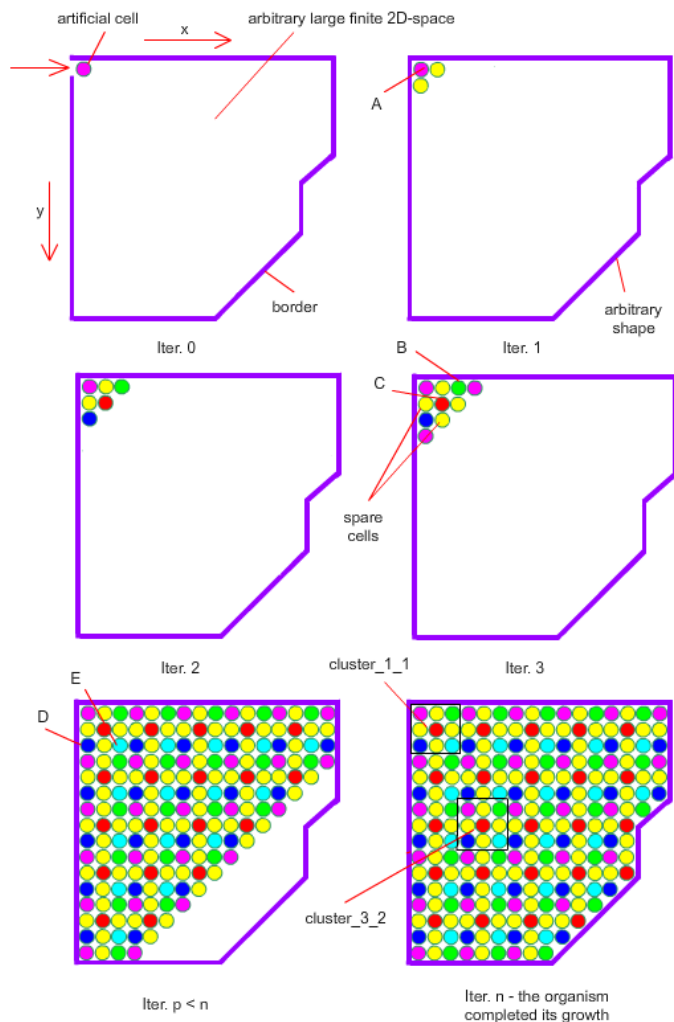 artificial cell
x
arbitrary large finite 2D-space
A
y
border
arbitrary
shape
Iter. 0
B
Iter. 1
C
spare
cells
cluster_1_1
Iter. 2
Iter. 3
E
D
cluster_3_2
Iter. p < n
Iter. n - the organism
completed its growth